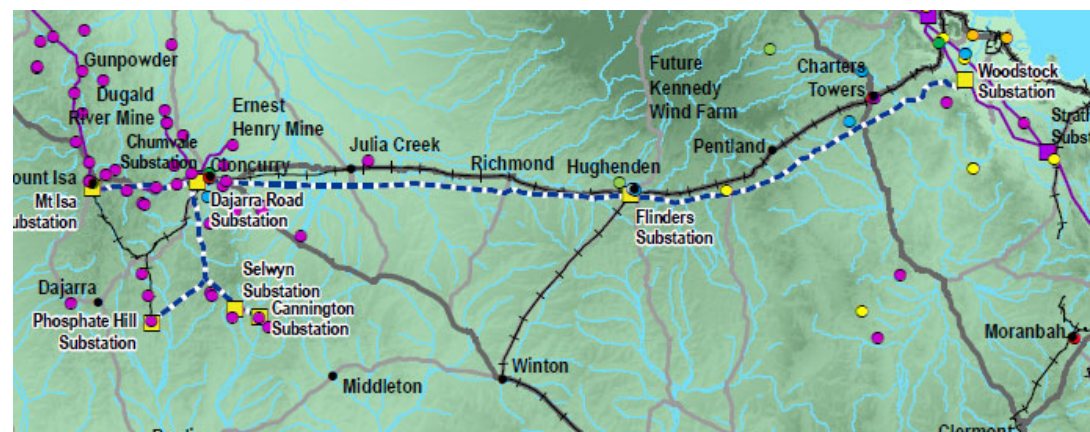 Gunpowder
Dugald
River Mine
Ernest
Henry Mine
Chumvale
Substation
Cloncurry
Julia Creek
Richmond
Hughenden
Future
Kennedy
Wind Farm
Charters
Towers
Pentland
Woodstock
Substation
Strath
Subst
ount Isa
Mt Isa
ubstation
Dajarra Road
Substation
Flinders
Substation
Selwyn
Substation
Cannington
Substation
Dajarra
Phosphate Hill
Substation
Middleton
Winton
Moranbah
Clermont